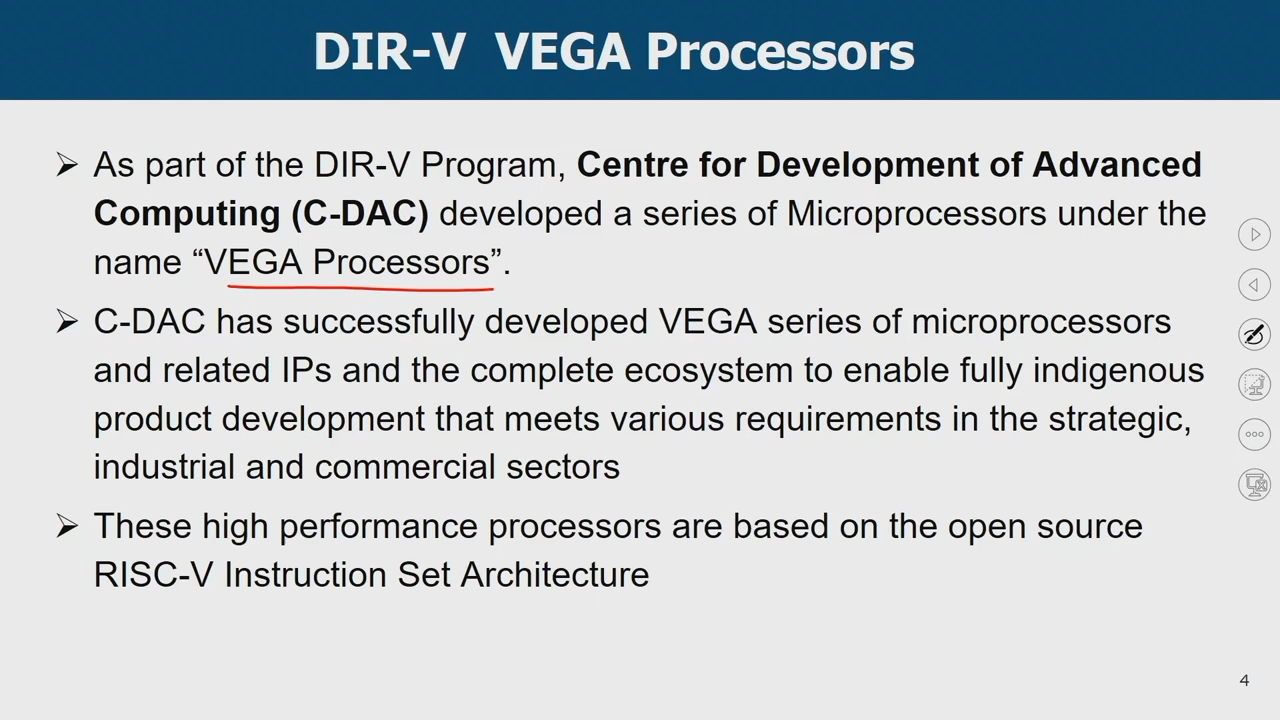 DIR-V VEGA Processors
➢ As part of the DIR-V Program, Centre for Development of Advanced
Computing (C-DAC) developed a series of Microprocessors under the
name “VEGA Processors”.
➢ C-DAC has successfully developed VEGA series of microprocessors
and related IPs and the complete ecosystem to enable fully indigenous
product development that meets various requirements in the strategic,
industrial and commercial sectors
➢ These high performance processors are based on the open source
RISC-V Instruction Set Architecture
4